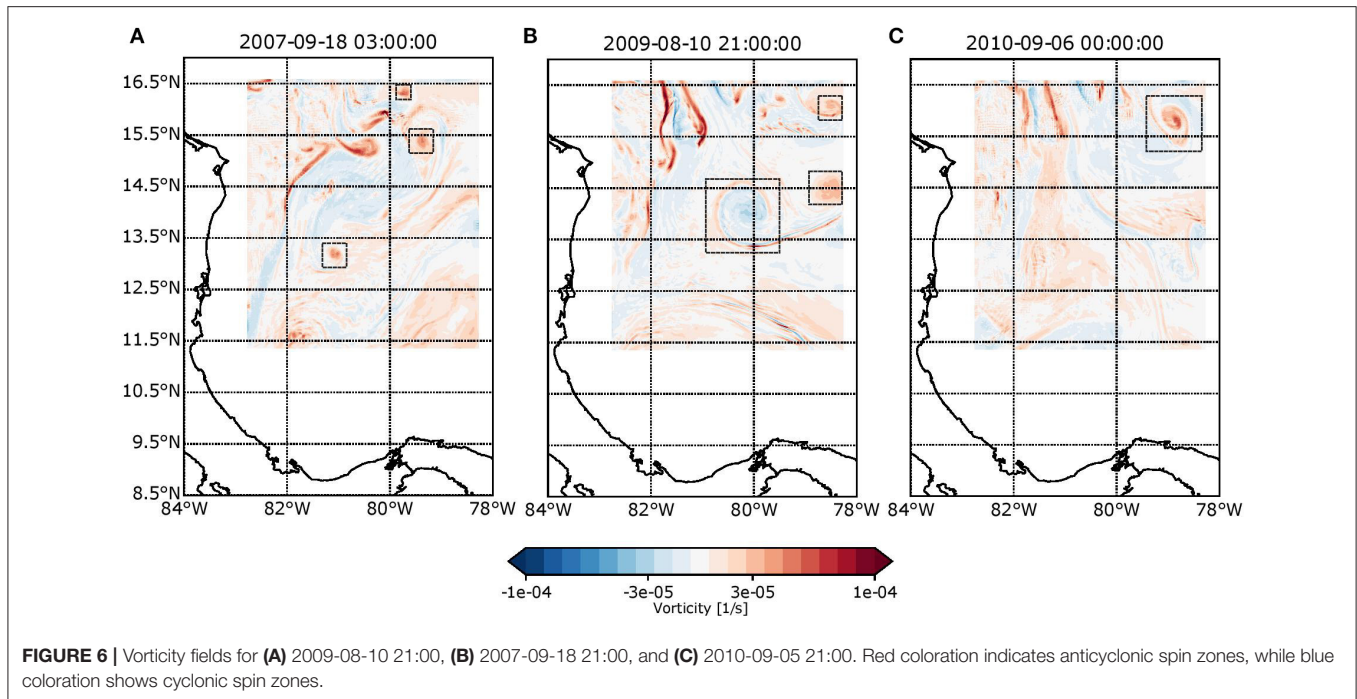 A
2007-09-18 03:00:00
B
2009-08-10 21:00:00
C
2010-09-06 00:00:00
16.5°N
15.5°N
14.5°N
13.5°N
12.5°N
11.5°N
10.5°N
9.5°N
8.5°N
84°W 82°W 80°W 78°W
84°W 82°W 80°W 78°W
84°W 82°W 80°W 78°W
-1e-04 -3e-05 3e-05 1e-04
Vorticity [1/s]
FIGURE 6 | Vorticity fields for (A) 2009-08-10 21:00, (B) 2007-09-18 21:00, and (C) 2010-09-05 21:00. Red coloration indicates anticyclonic spin zones, while blue
coloration shows cyclonic spin zones.